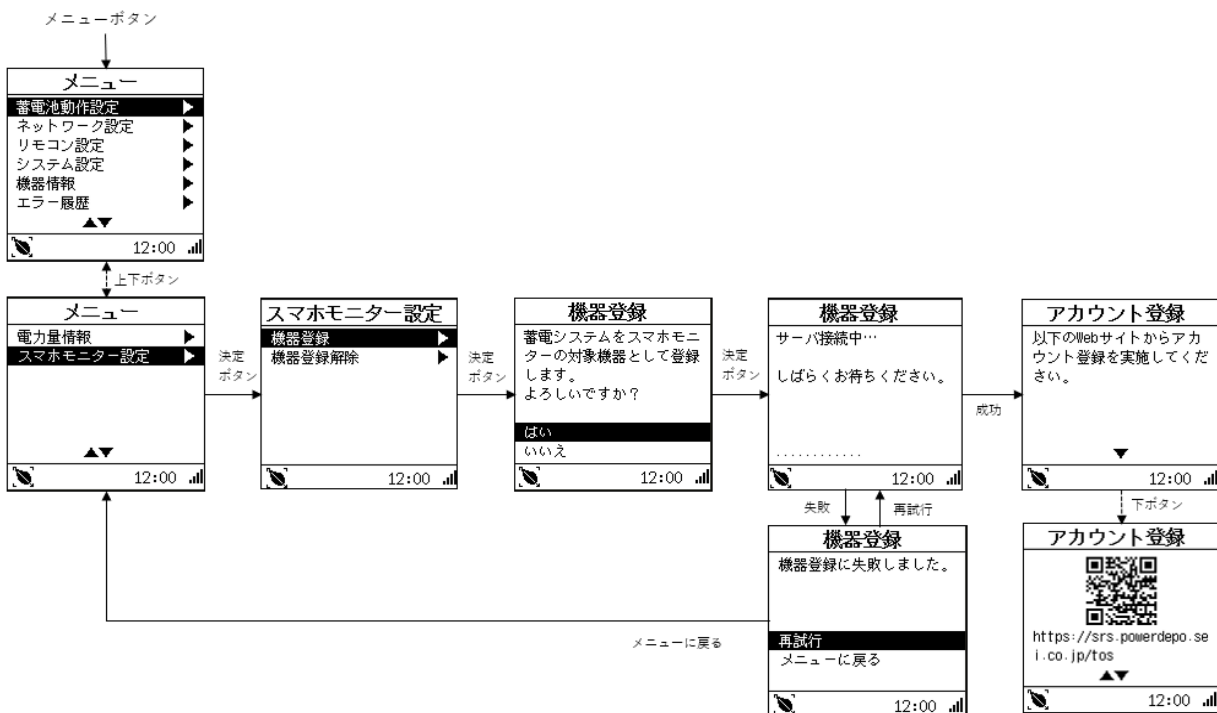 メニューボタン
メニュー
蓄電池動作設定 ▶
ネットワーク設定 ▶
リモコン設定 ▶
システム設定 ▶
機器情報 ▶
エラー履歴 ▶
▲▼
12:00
上下ボタン
メニュー
電力量情報 ▶
スマホモニター設定 ▶
▲▼
12:00
決定
ボタン
スマホモニター設定
機器登録 ▶
機器登録解除 ▶
12:00
決定
ボタン
機器登録
蓄電システムをスマホモニ
ターの対象機器として登録
します。
よろしいですか？
はい
いいえ
12:00
決定
ボタン
機器登録
サーバ接続中…
しばらくお待ちください。
............
12:00
成功
アカウント登録
以下のWebサイトからアカ
ウント登録を実施してくだ
さい。
▼
12:00
失敗
再試行
下ボタン
機器登録
機器登録に失敗しました。
再試行
メニューに戻る
12:00
メニューに戻る
アカウント登録
https://srs.powerdepo.se
i.co.jp/tos
▲▼
12:00